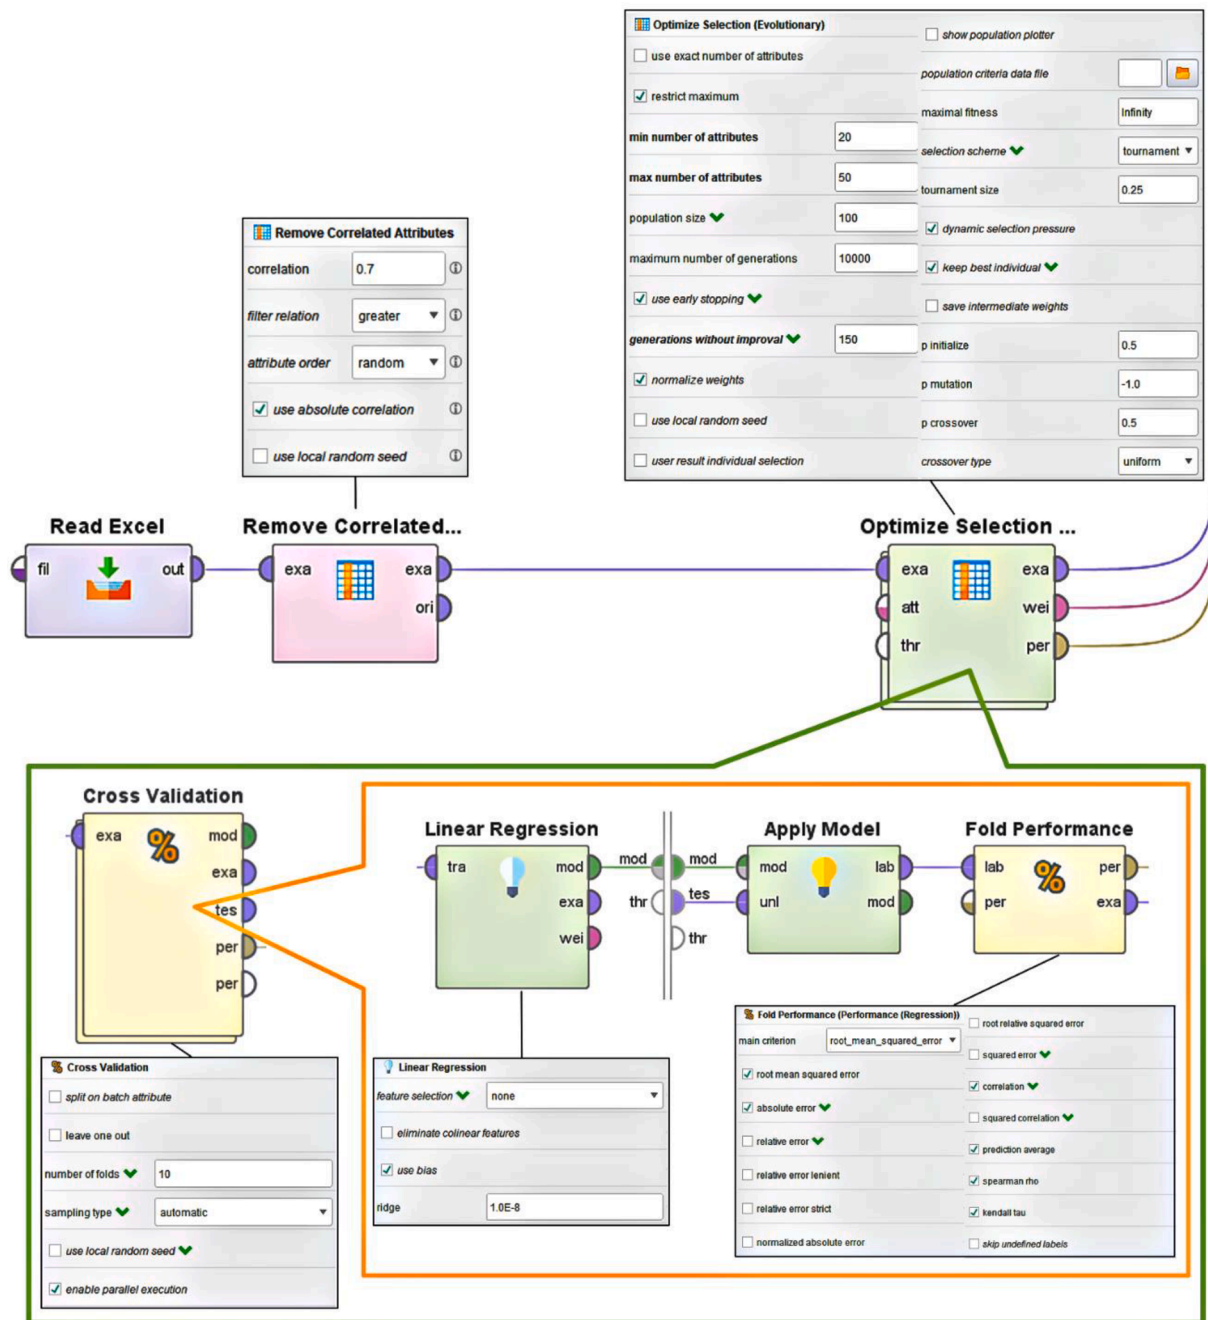 Optimize Selection (Evolutionary)
use exact number of attributes
restrict maximum
min number of attributes 20
max number of attributes 50
population size 100
maximum number of generations 10000
use early stopping
generations without improval 150
normalize weights
use local random seed
user result individual selection
show population plotter
population criteria data file
maximal fitness Infinity
selection scheme tournament
tournament size 0.25
dynamic selection pressure
keep best individual
save intermediate weights
p initialize 0.5
p mutation -1.0
p crossover 0.5
crossover type uniform
Remove Correlated Attributes
correlation 0.7
filter relation greater
attribute order random
use absolute correlation
use local random seed
Read Excel
fil out
Remove Correlated...
exa exa
ori
Optimize Selection ...
exa exa
att wei
thr per
Cross Validation
exa mod
exa
tes
per
per
Linear Regression
tra mod
exa
wei
mod mod
thr tes
thr
Apply Model
mod lab
unl mod
Fold Performance
lab per
per exa
% Cross Validation
split on batch attribute
leave one out
number of folds 10
sampling type automatic
use local random seed
enable parallel execution
Linear Regression
feature selection none
eliminate colinear features
use bias
ridge 1.0E-8
% Fold Performance (Performance (Regression))
main criterion root_mean_squared_error
root mean squared error
absolute error
relative error
relative error lenient
relative error strict
normalized absolute error
root relative squared error
squared error
correlation
squared correlation
prediction average
spearman rho
kendall tau
skip undefined labels